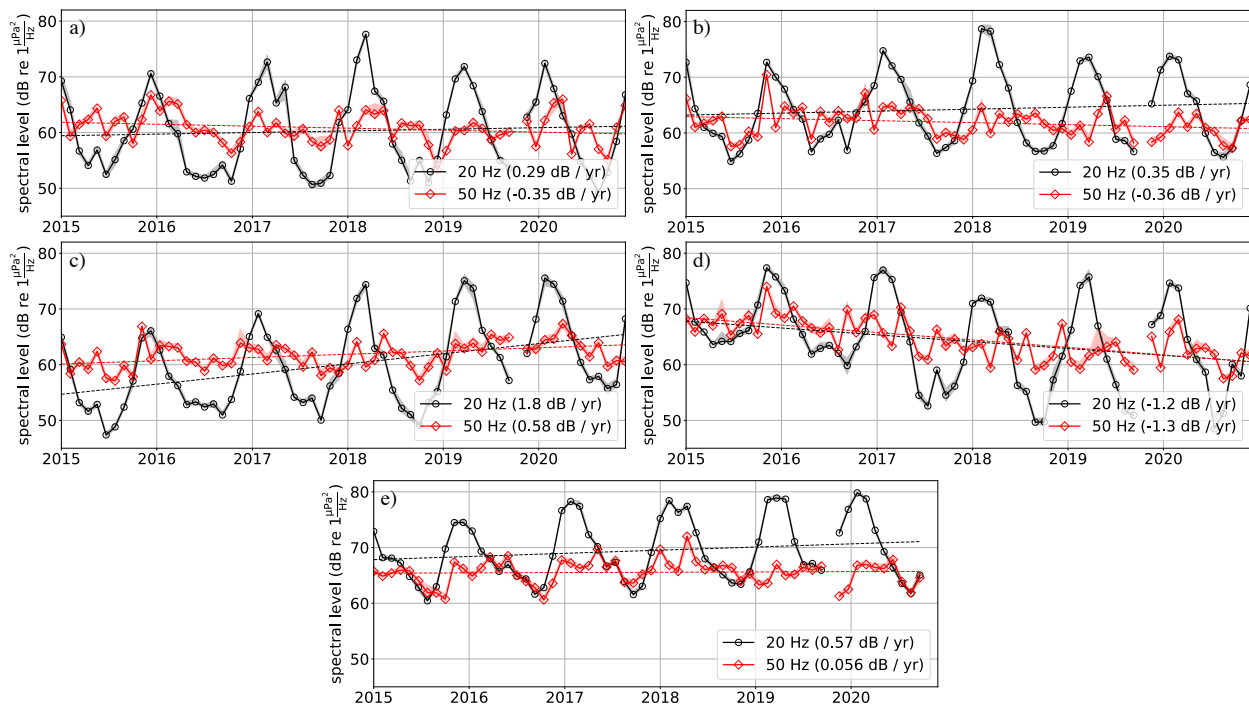 a)
spectral level (dB re 1 μPa²/Hz)
80
70
60
50
20 Hz (0.29 dB / yr)
50 Hz (-0.35 dB / yr)
2015 2016 2017 2018 2019 2020
b)
spectral level (dB re 1 μPa²/Hz)
80
70
60
50
20 Hz (0.35 dB / yr)
50 Hz (-0.36 dB / yr)
2015 2016 2017 2018 2019 2020
c)
spectral level (dB re 1 μPa²/Hz)
80
70
60
50
20 Hz (1.8 dB / yr)
50 Hz (0.58 dB / yr)
2015 2016 2017 2018 2019 2020
d)
spectral level (dB re 1 μPa²/Hz)
80
70
60
50
20 Hz (-1.2 dB / yr)
50 Hz (-1.3 dB / yr)
2015 2016 2017 2018 2019 2020
e)
spectral level (dB re 1 μPa²/Hz)
80
70
60
50
20 Hz (0.57 dB / yr)
50 Hz (0.056 dB / yr)
2015 2016 2017 2018 2019 2020